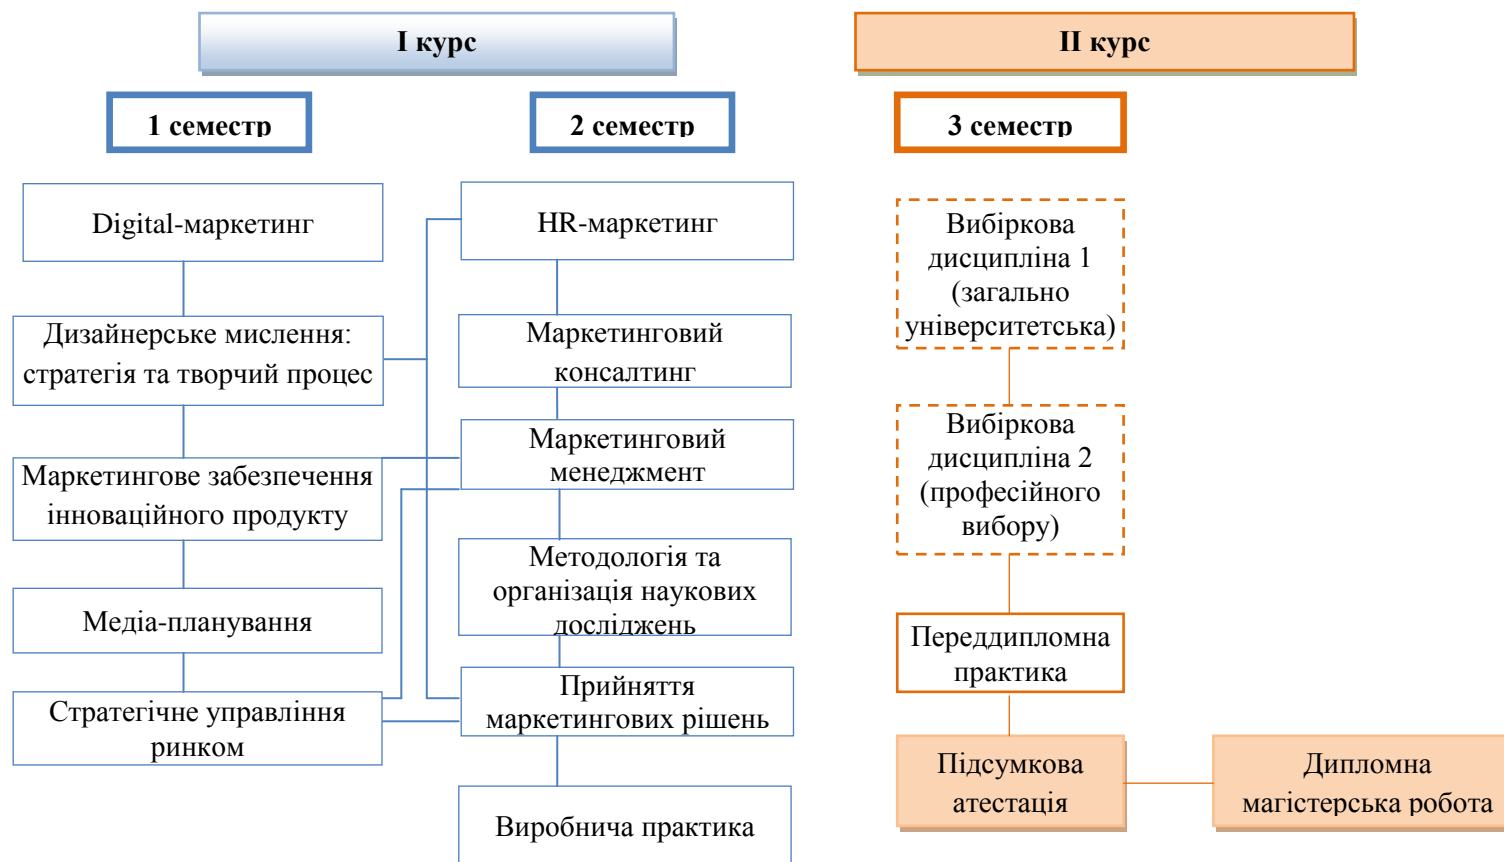 І курс
ІІ курс
1 семестр
2 семестр
3 семестр
Digital-маркетинг
Дизайнерське мислення:
стратегія та творчий процес
Маркетингове забезпечення
інноваційного продукту
Медіа-планування
Стратегічне управління
ринком
HR-маркетинг
Маркетинговий
консалтинг
Маркетинговий
менеджмент
Методологія та
організація наукових
досліджень
Прийняття
маркетингових рішень
Виробнича практика
Вибіркова
дисципліна 1
(загально
університетська)
Вибіркова
дисципліна 2
(професійного
вибору)
Переддипломна
практика
Підсумкова
атестація
Дипломна
магістерська робота